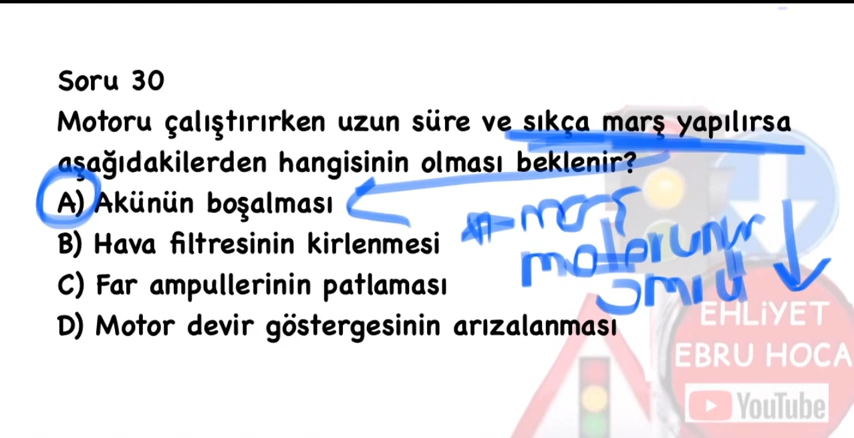 Soru 30
Motoru çalıştırırken uzun süre ve sıkça marş yapılırsa
aşağıdakilerden hangisinin olması beklenir?
A) Akünün boşalması
B) Hava filtresinin kirlenmesi
C) Far ampullerinin patlaması
D) Motor devir göstergesinin arızalanması
marş
motorunun
ömrü
EHLİYET
EBRU HOCA
YouTube